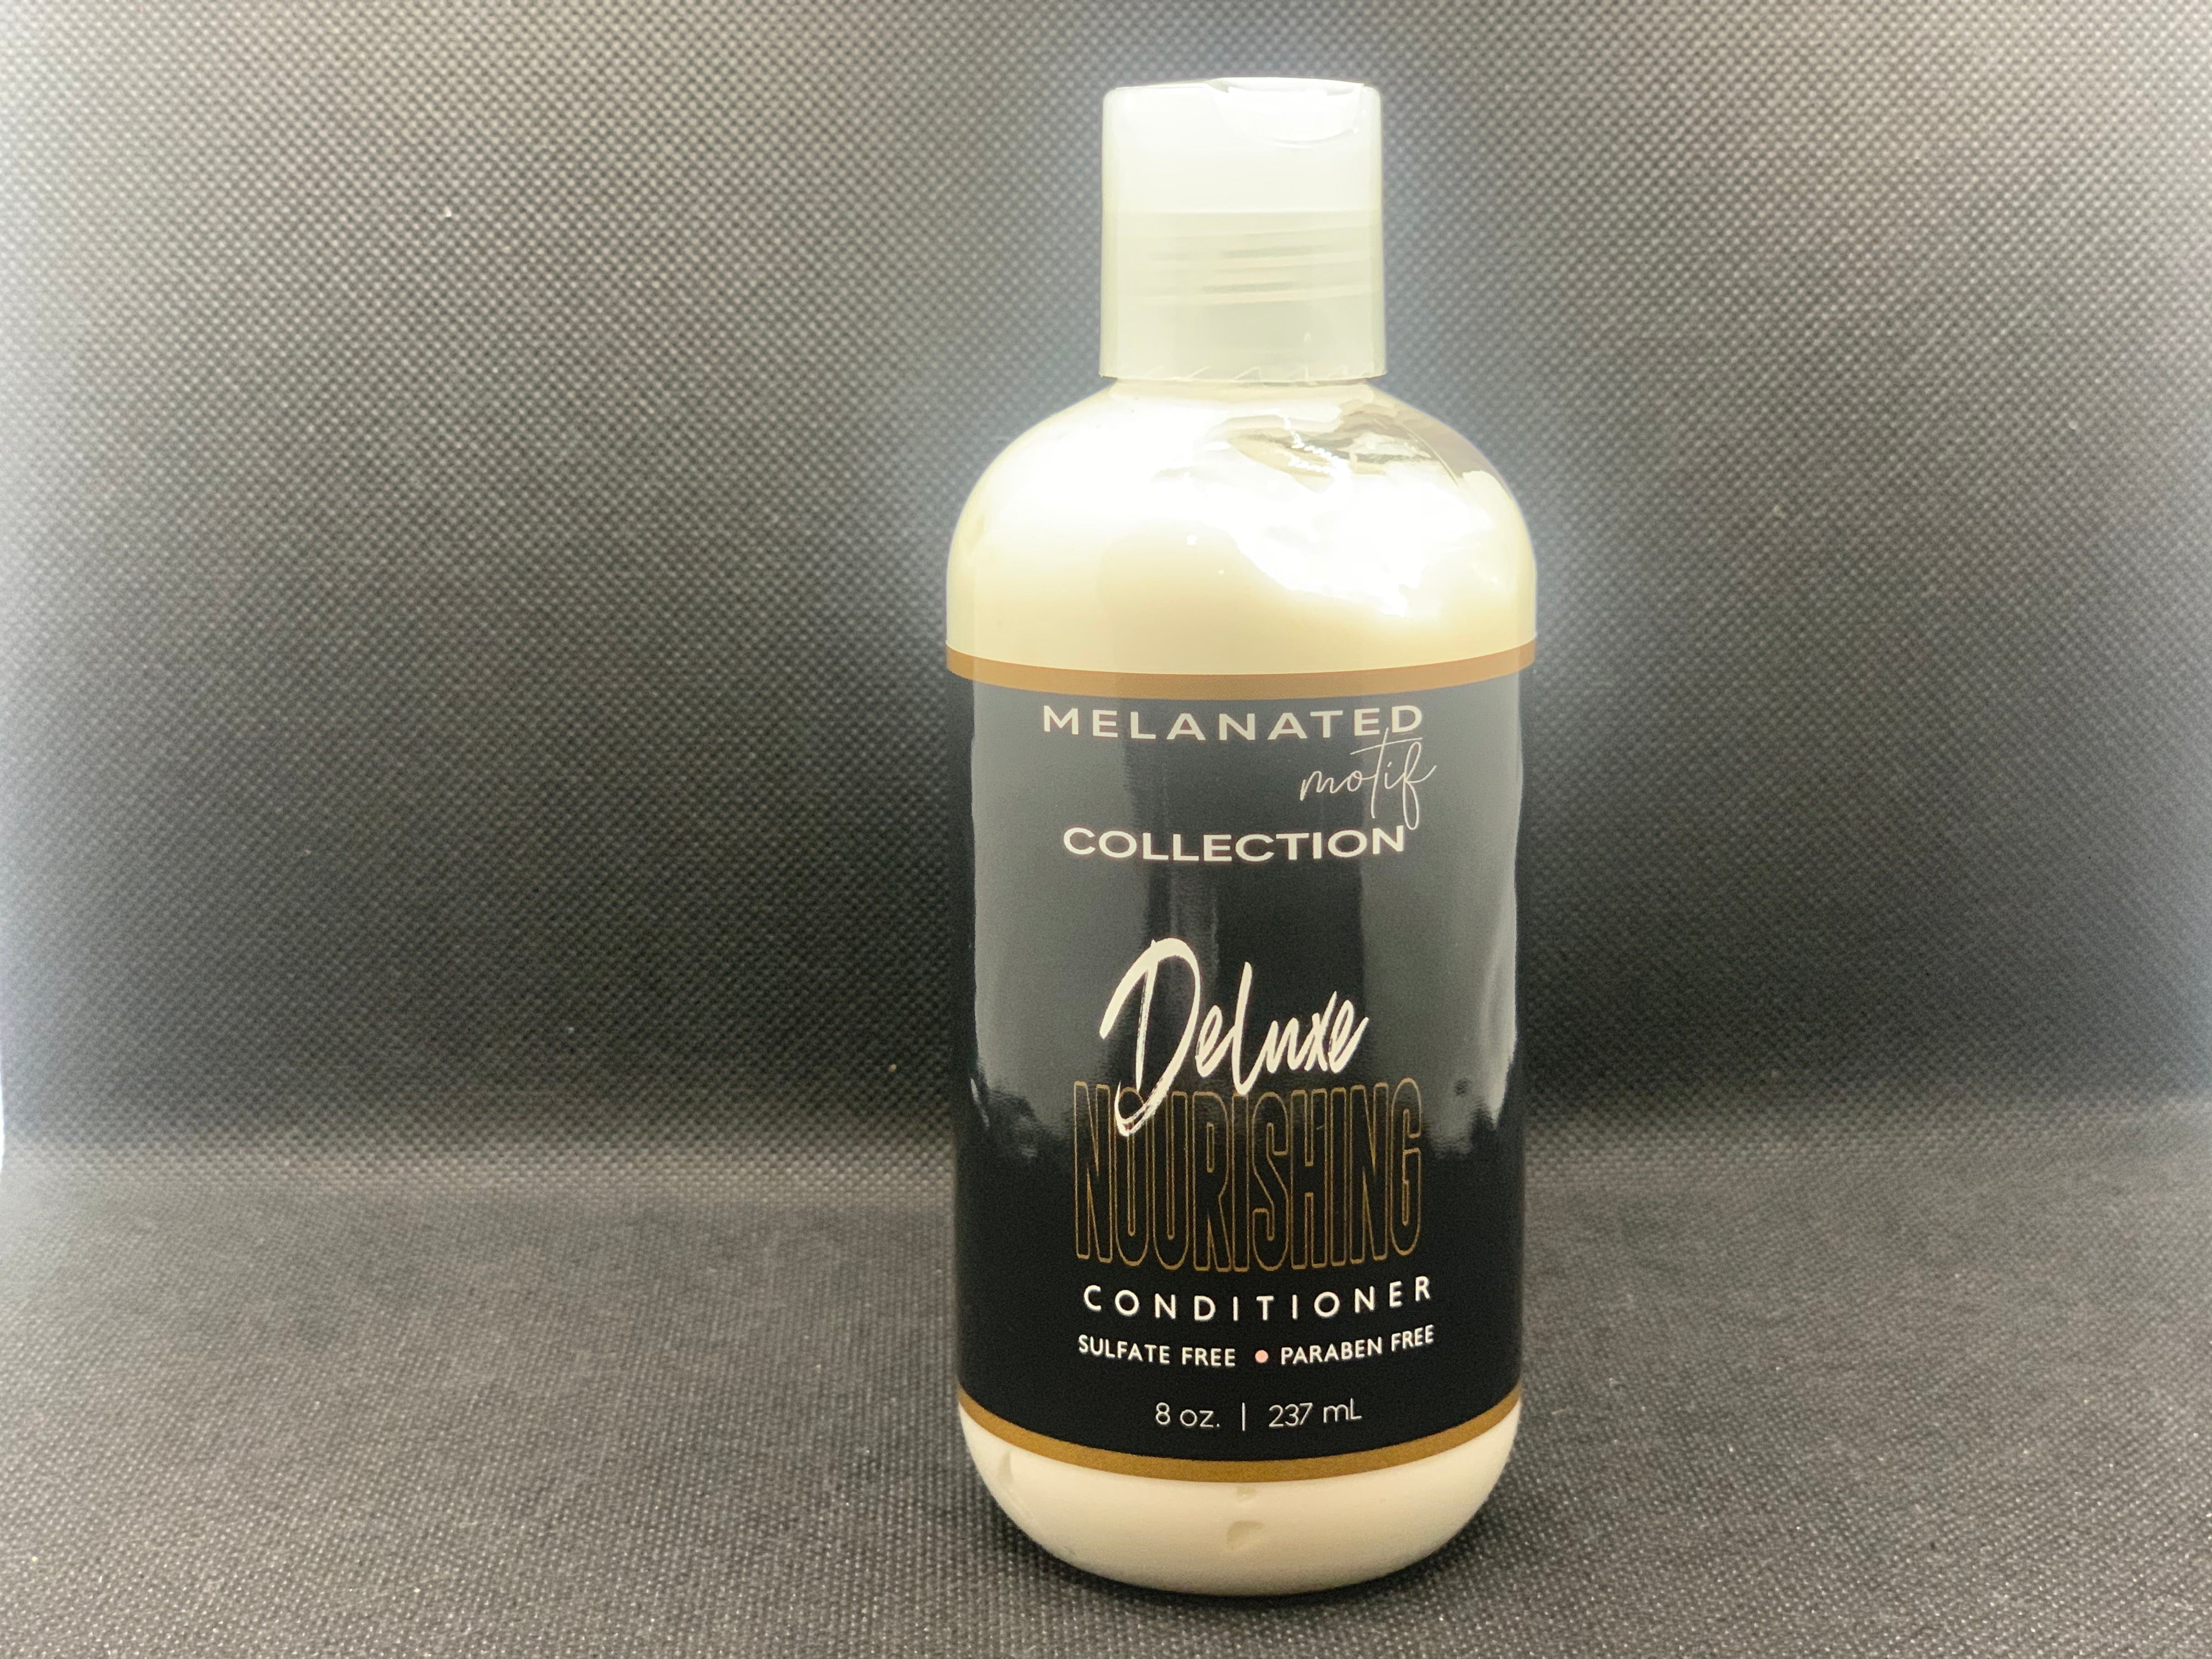 MELANATED
motif
COLLECTION
Deluxe
NOURISHING
CONDITIONER
SULFATE FREE • PARABEN FREE
8 oz. | 237 mL